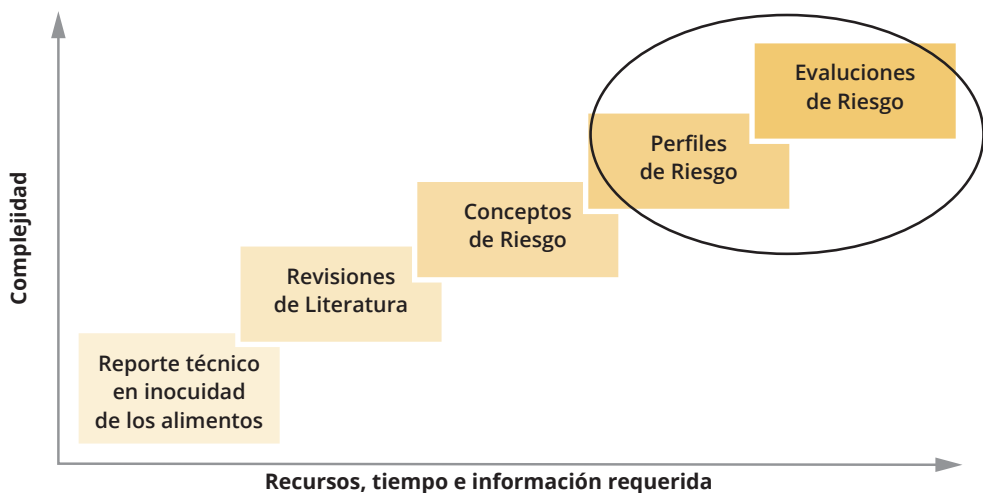 Complejidad
Evaluciones
de Riesgo
Perfiles
de Riesgo
Conceptos
de Riesgo
Revisiones
de Literatura
Reporte técnico
en inocuidad
de los alimentos
Recursos, tiempo e información requerida